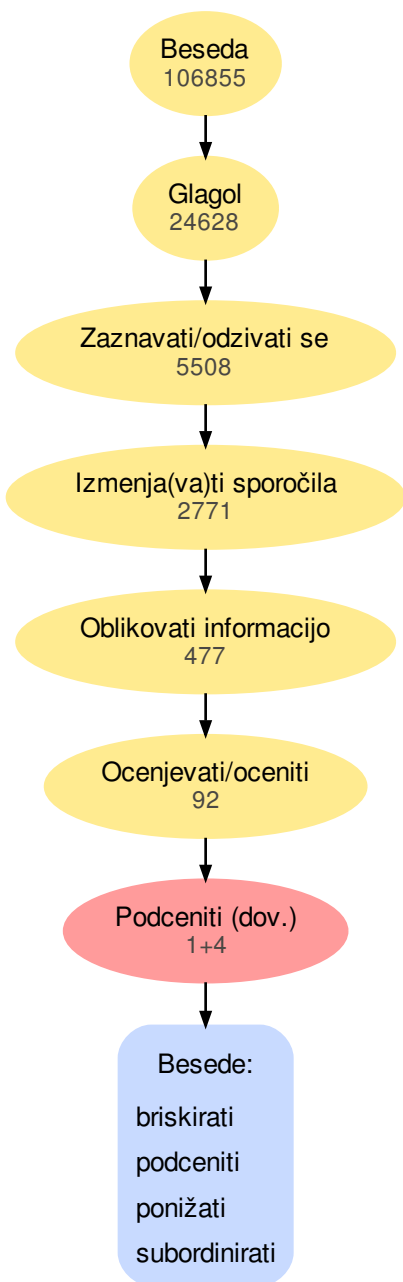 Beseda
106855
Glagol
24628
Zaznavati/odzivati se
5508
Izmenja(va)ti sporočila
2771
Oblikovati informacijo
477
Ocenjevati/oceniti
92
Podceniti (dov.)
1+4
Besede:
briskirati
podceniti
ponižati
subordinirati